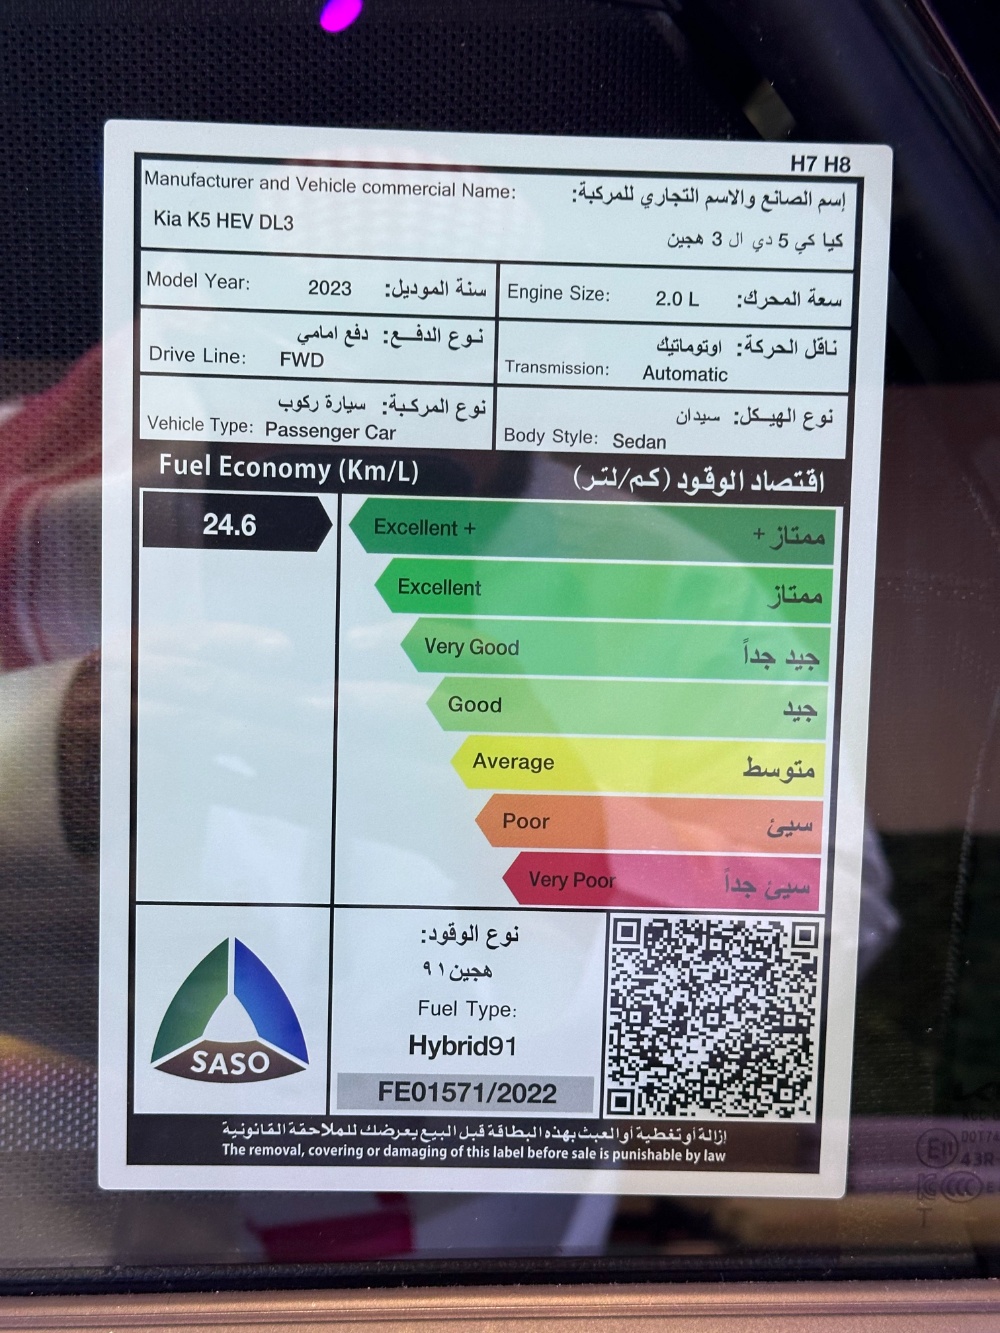 H7 H8
Manufacturer and Vehicle commercial Name: إسم الصانع والاسم التجاري للمركبة:
Kia K5 HEV DL3 كيا كي 5 دي ال 3 هجين
Model Year: 2023 سنة الموديل:
Engine Size: 2.0 L سعة المحرك:
نوع الدفع: دفع امامي
Drive Line: FWD
ناقل الحركة: اوتوماتيك
Transmission: Automatic
نوع المركبة: سيارة ركوب
Vehicle Type: Passenger Car
نوع الهيكل: سيدان
Body Style: Sedan
Fuel Economy (Km/L) اقتصاد الوقود (كم/لتر)
24.6
Excellent + ممتاز +
Excellent ممتاز
Very Good جيد جداً
Good جيد
Average متوسط
Poor سيئ
Very Poor سيئ جداً
SASO
نوع الوقود:
هجين ٩١
Fuel Type:
Hybrid91
FE01571/2022
إزالة أو تغطية أو العبث بهذه البطاقة قبل البيع يعرضك للملاحقة القانونية
The removal, covering or damaging of this label before sale is punishable by law
43R